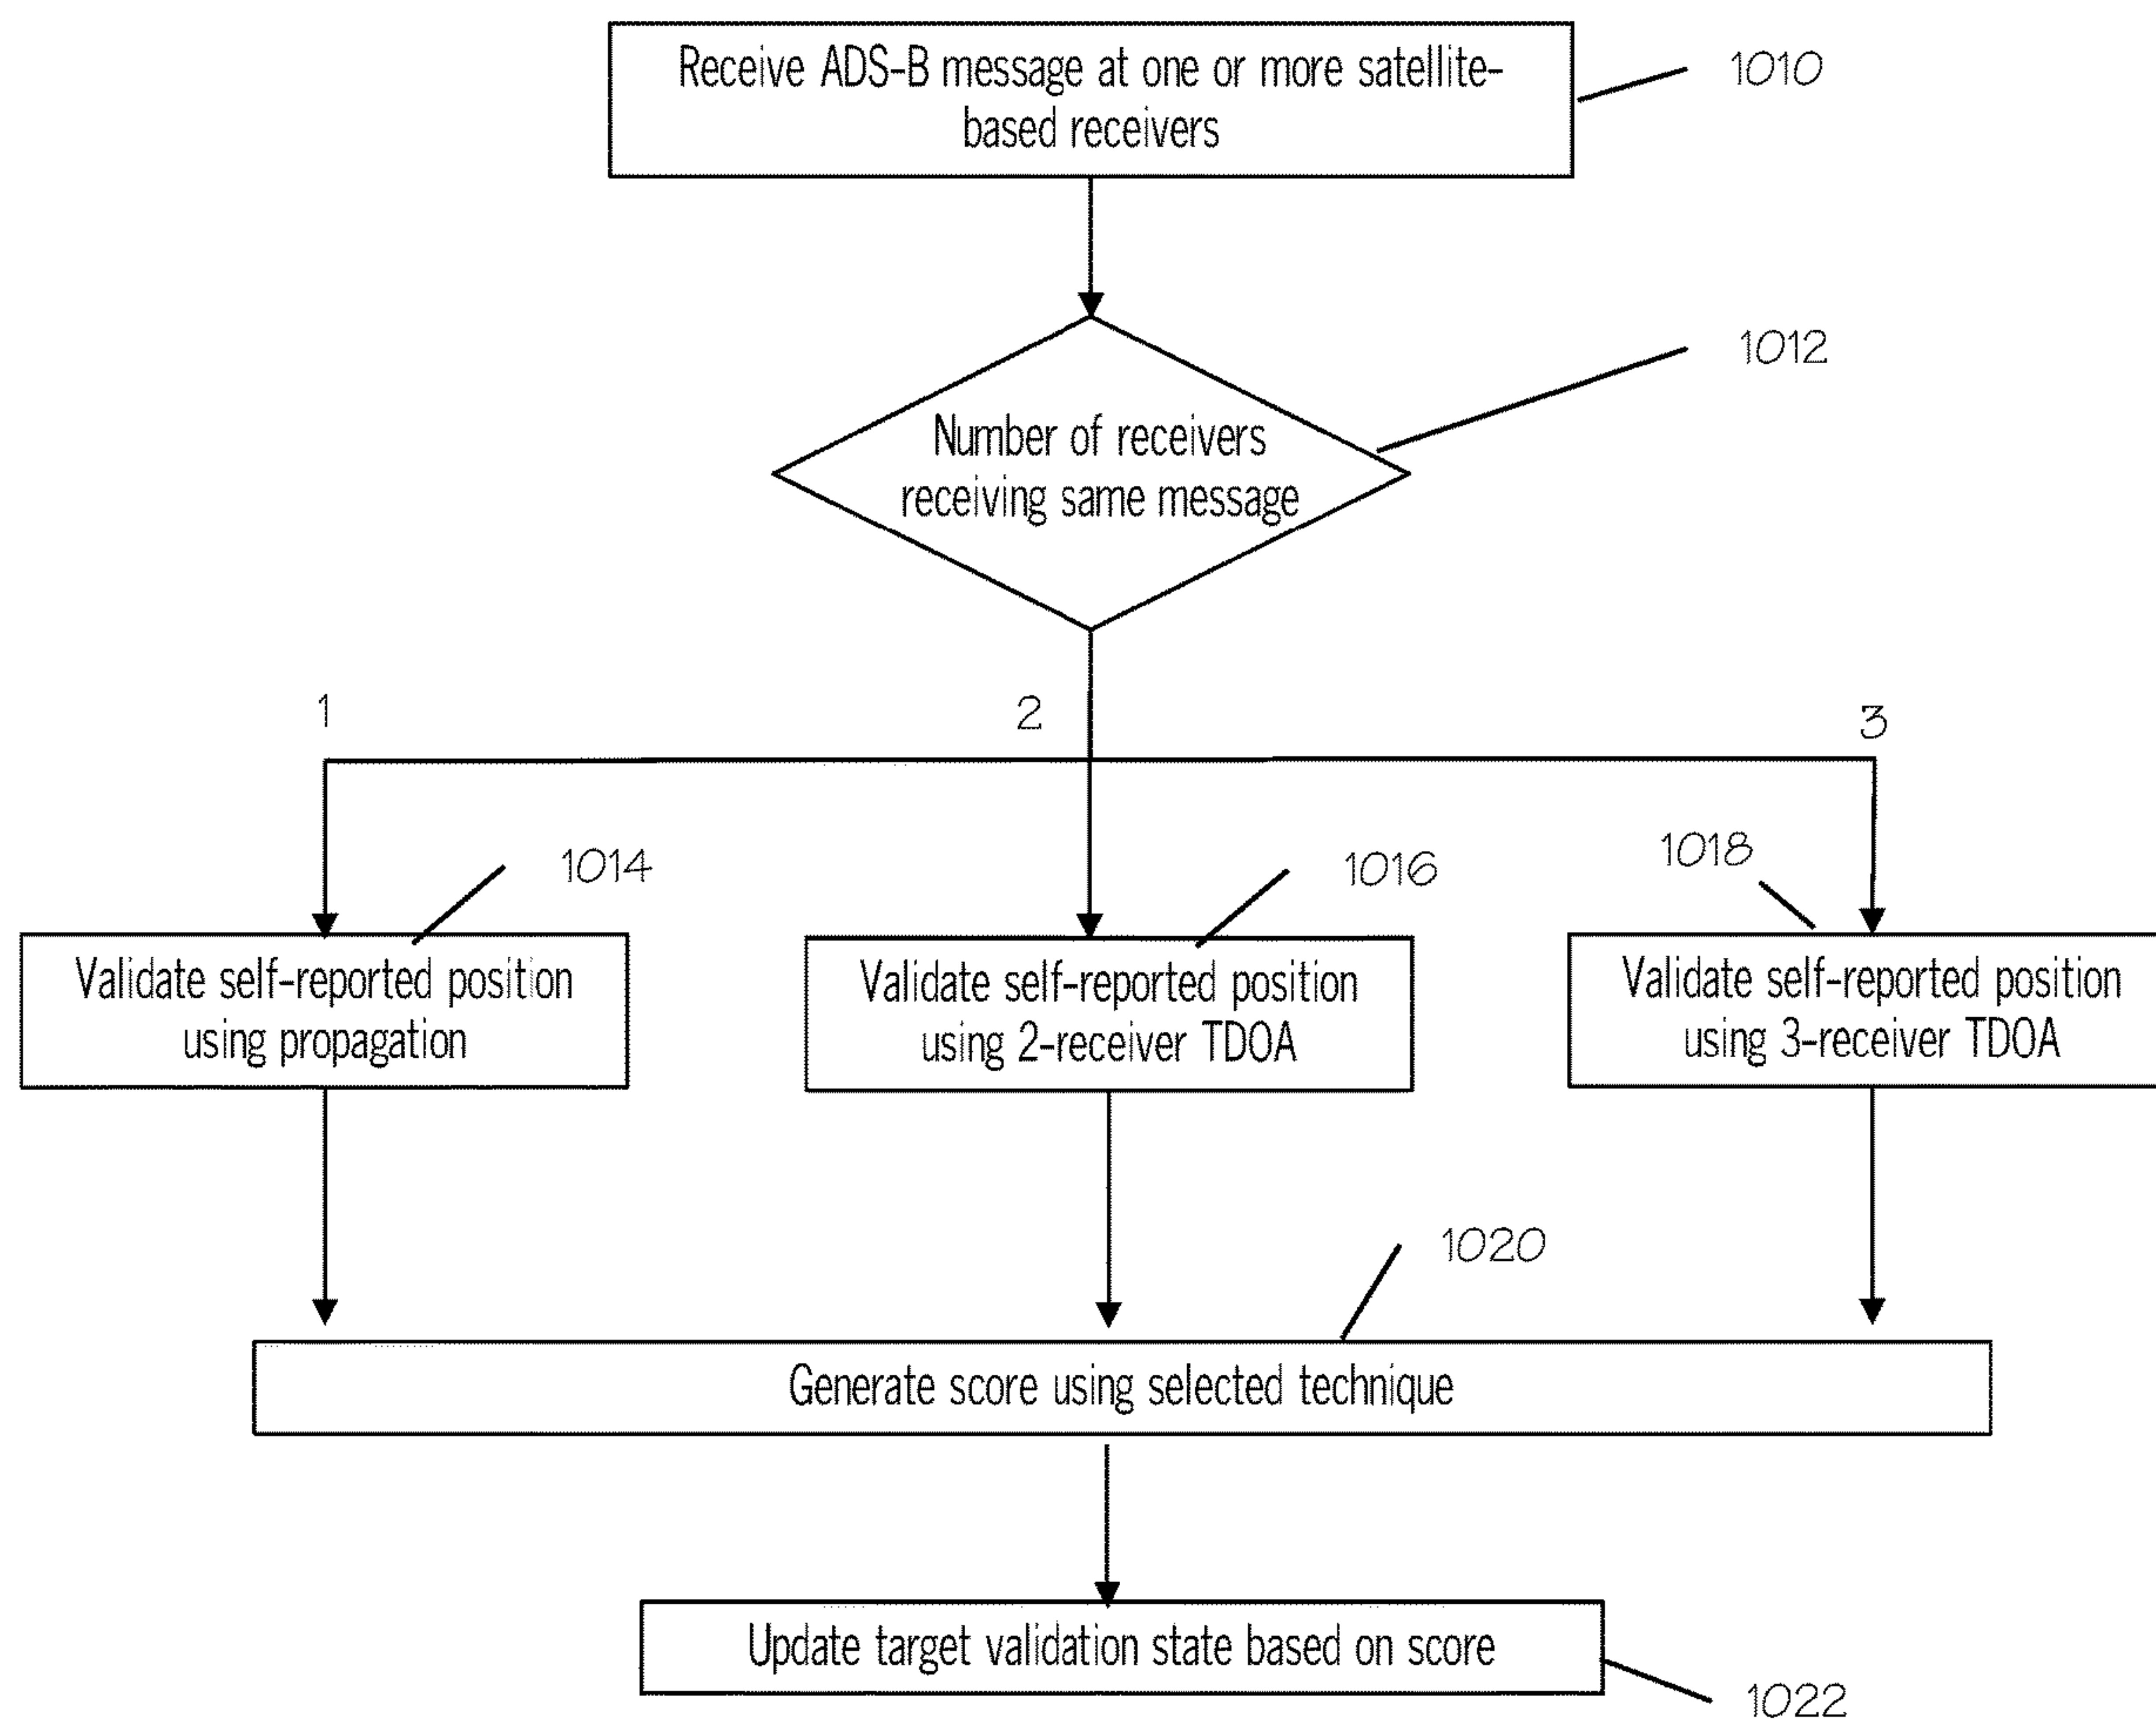 Receive ADS-B message at one or more satellite-
based receivers
1010
Number of receivers
receiving same message
1012
1
2
3
1014
1016
1018
Validate self-reported position
using propagation
Validate self-reported position
using 2-receiver TDOA
Validate self-reported position
using 3-receiver TDOA
1020
Generate score using selected technique
Update target validation state based on score
1022